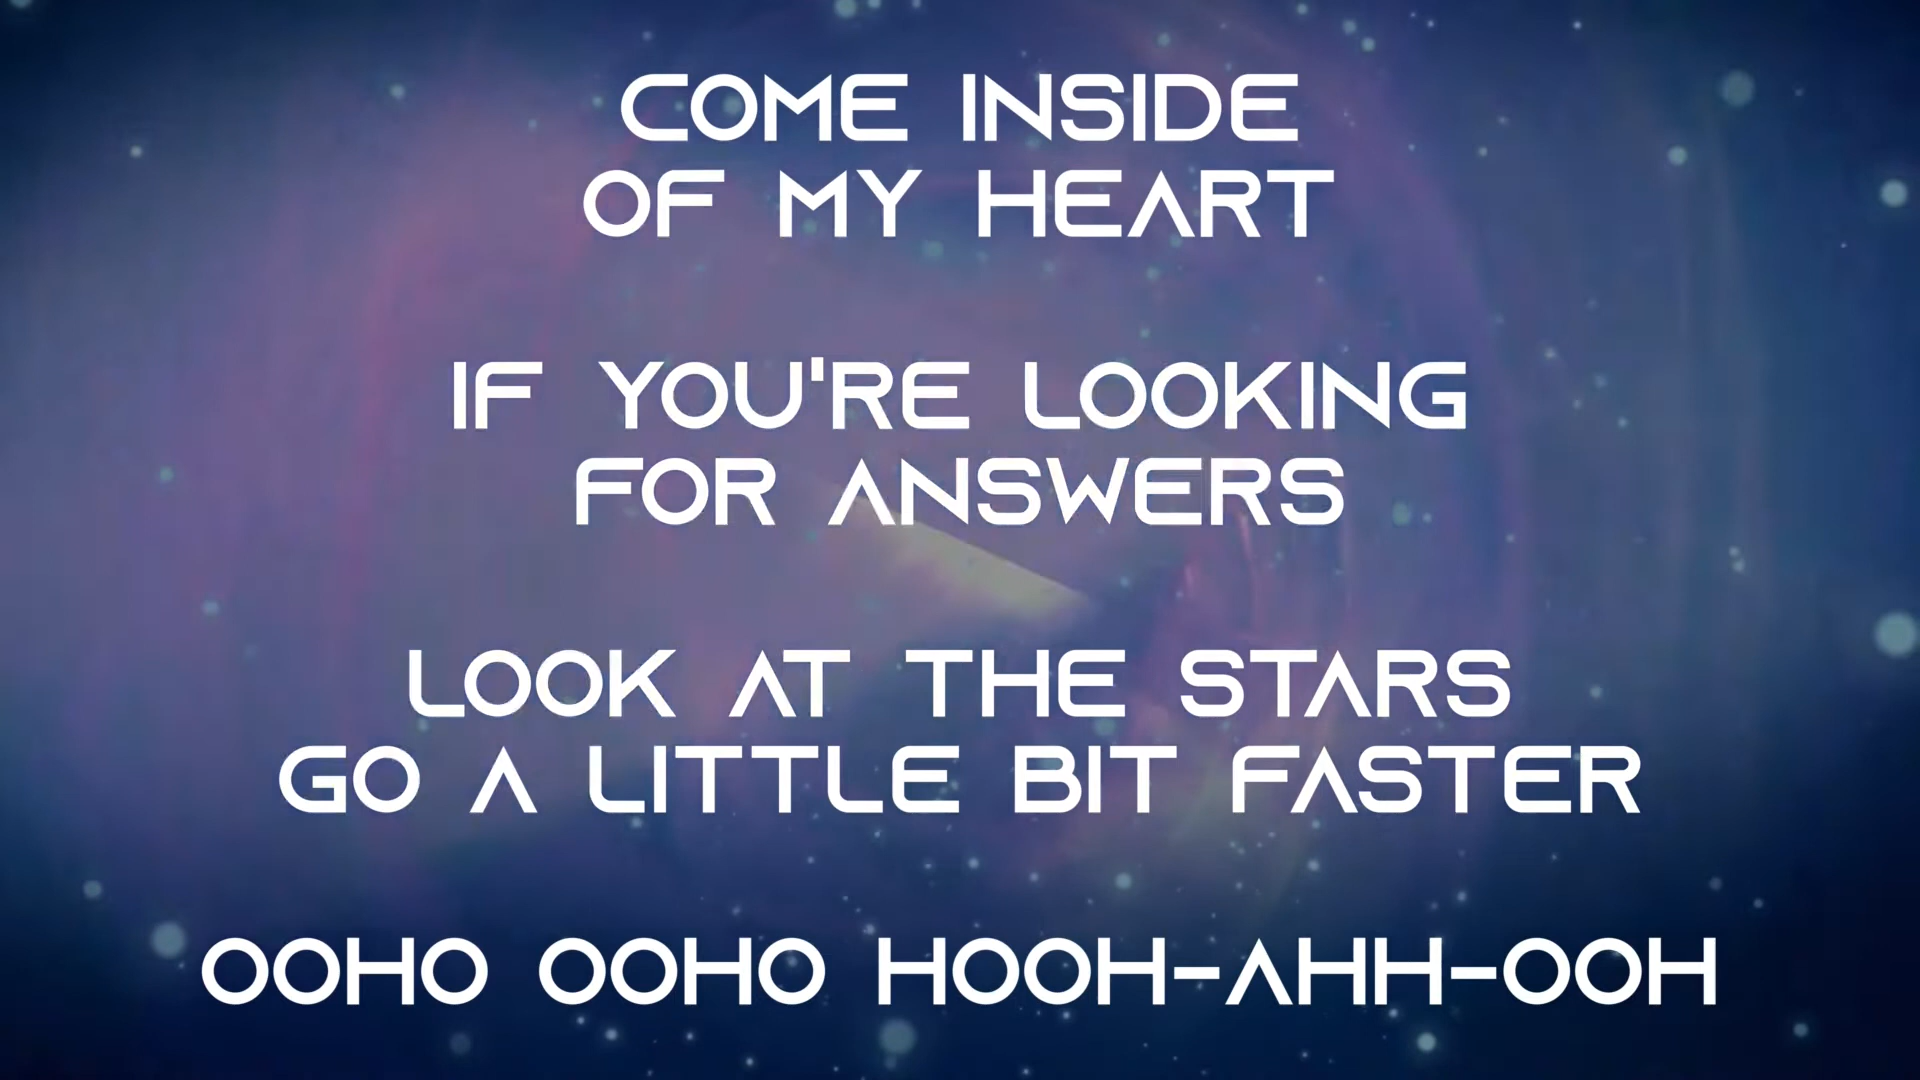 COME INSIDE
OF MY HEART
IF YOU'RE LOOKING
FOR ANSWERS
LOOK AT THE STARS
GO A LITTLE BIT FASTER
OOHO OOHO HOOH-AHH-OOH